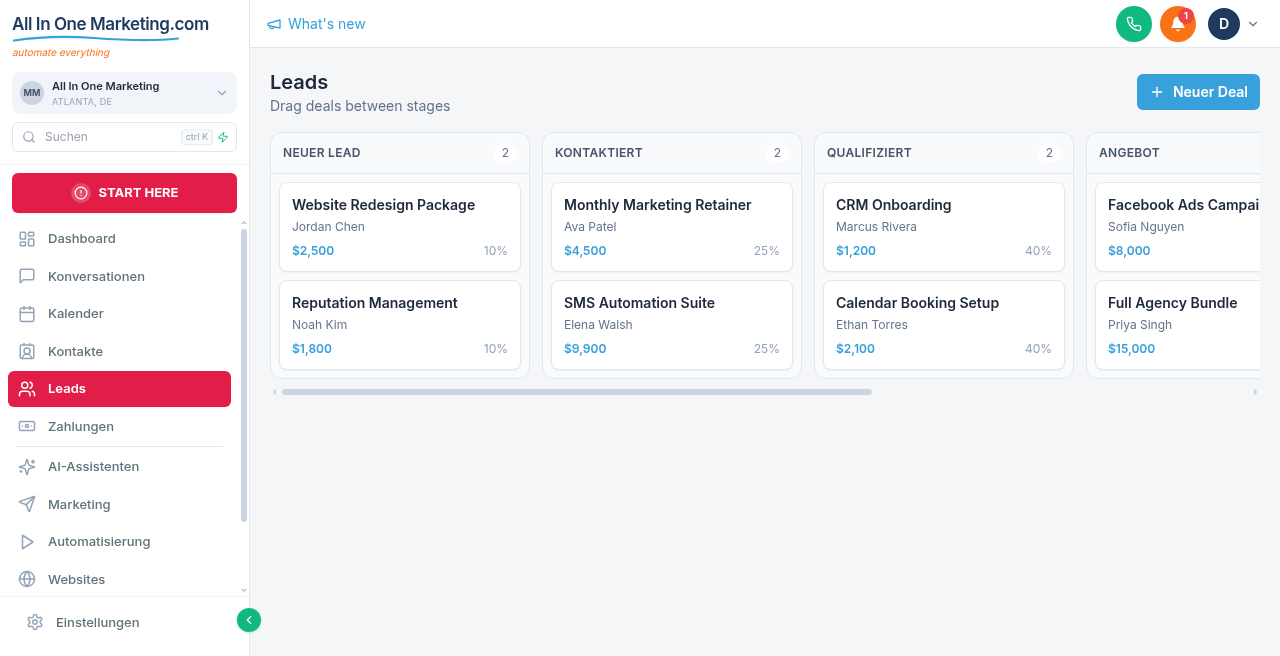 All In One Marketing.com
automate everything
MM
All In One Marketing
ATLANTA, DE
Suchen
ctrl K
START HERE
Dashboard
Konversationen
Kalender
Kontakte
Leads
Zahlungen
AI-Assistenten
Marketing
Automatisierung
Websites
Einstellungen
What's new
1
D
Leads
Drag deals between stages
Neuer Deal
NEUER LEAD 2
Website Redesign Package
Jordan Chen
$2,500 10%
Reputation Management
Noah Kim
$1,800 10%
KONTAKTIERT 2
Monthly Marketing Retainer
Ava Patel
$4,500 25%
SMS Automation Suite
Elena Walsh
$9,900 25%
QUALIFIZIERT 2
CRM Onboarding
Marcus Rivera
$1,200 40%
Calendar Booking Setup
Ethan Torres
$2,100 40%
ANGEBOT
Facebook Ads Campai
Sofia Nguyen
$8,000
Full Agency Bundle
Priya Singh
$15,000